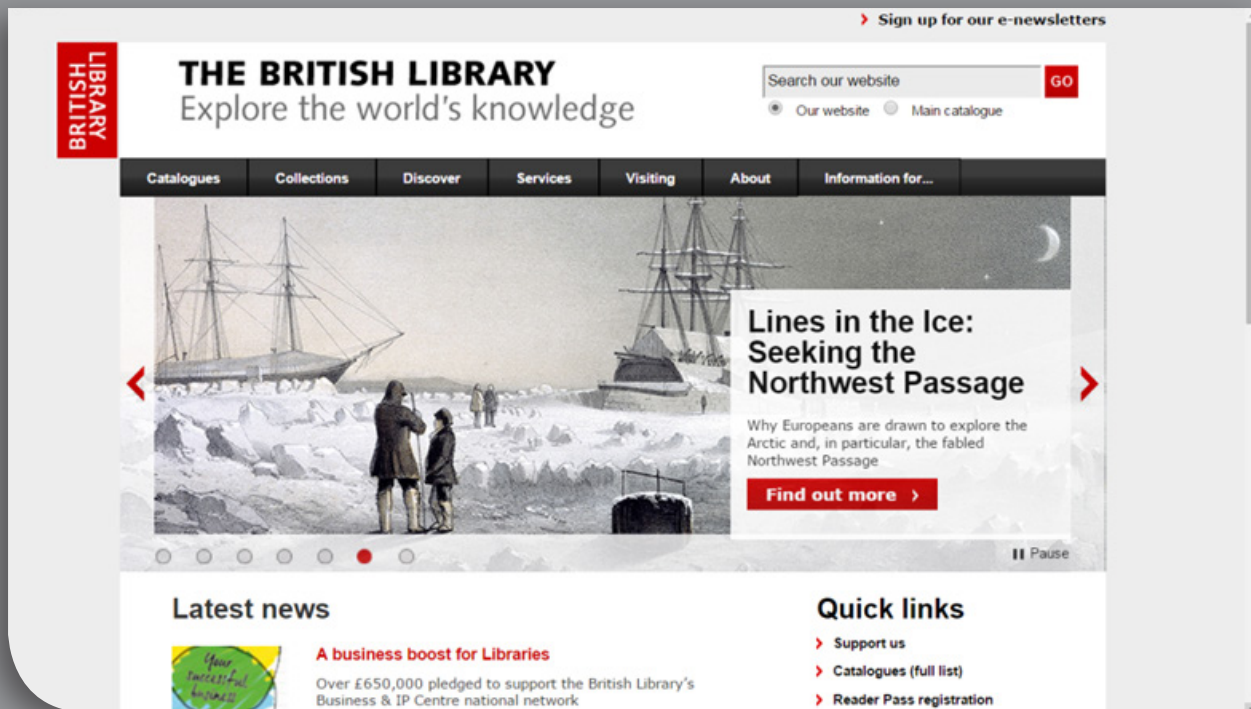 Sign up for our e-newsletters
BRITISH
LIBRARY
THE BRITISH LIBRARY
Explore the world's knowledge
Search our website
GO
Our website Main catalogue
Catalogues Collections Discover Services Visiting About Information for...
Lines in the Ice:
Seeking the
Northwest Passage
Why Europeans are drawn to explore the
Arctic and, in particular, the fabled
Northwest Passage
Find out more
Pause
Latest news
Your
successful
business
A business boost for Libraries
Over £650,000 pledged to support the British Library's
Business & IP Centre national network
Quick links
Support us
Catalogues (full list)
Reader Pass registration